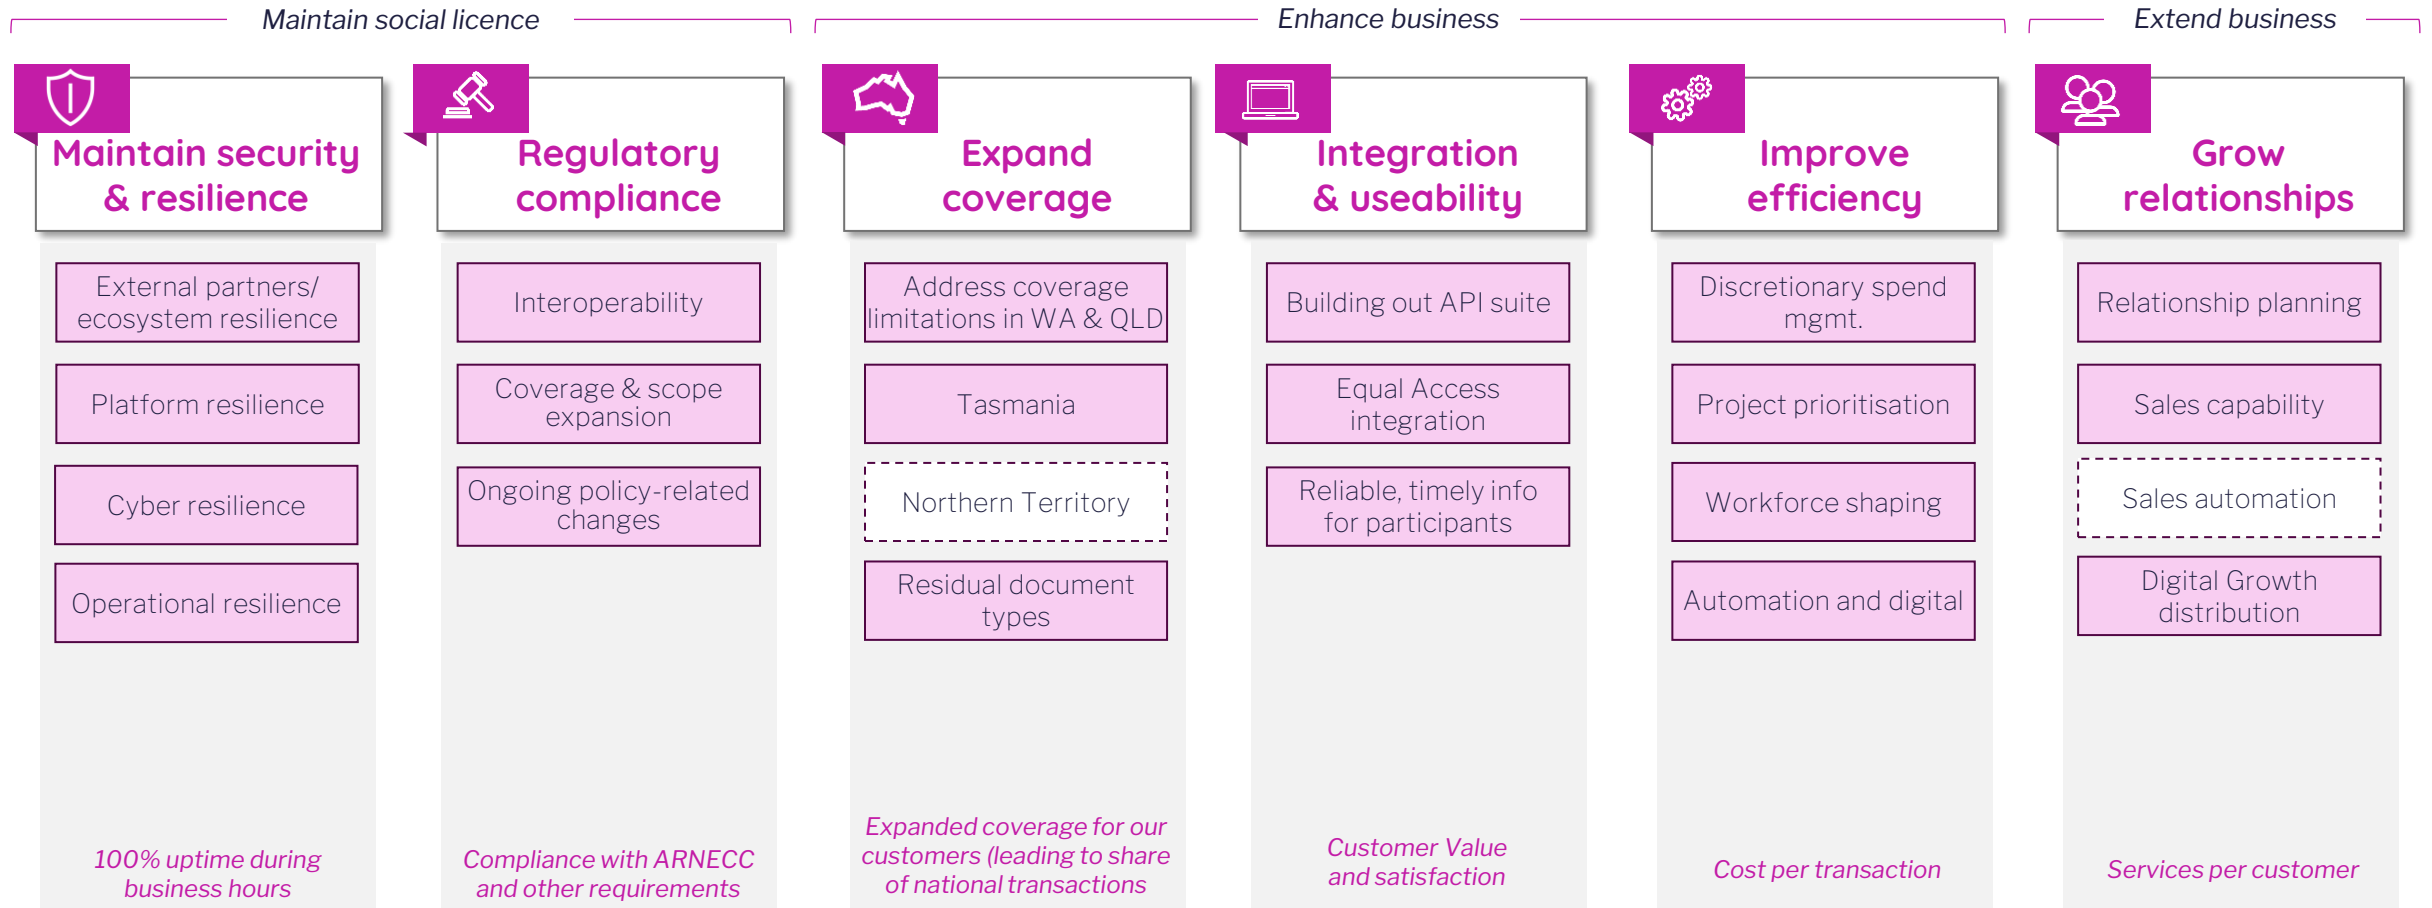 Maintain social licence
Enhance business
Extend business
Maintain security
& resilience
External partners/
ecosystem resilience
Platform resilience
Cyber resilience
Operational resilience
100% uptime during
business hours
Regulatory
compliance
Interoperability
Coverage & scope
expansion
Ongoing policy-related
changes
Compliance with ARNECC
and other requirements
Expand
coverage
Address coverage
limitations in WA & QLD
Tasmania
Northern Territory
Residual document
types
Expanded coverage for our
customers (leading to share
of national transactions
Integration
& useability
Building out API suite
Equal Access
integration
Reliable, timely info
for participants
Customer Value
and satisfaction
Improve
efficiency
Discretionary spend
mgmt.
Project prioritisation
Workforce shaping
Automation and digital
Cost per transaction
Grow
relationships
Relationship planning
Sales capability
Sales automation
Digital Growth
distribution
Services per customer